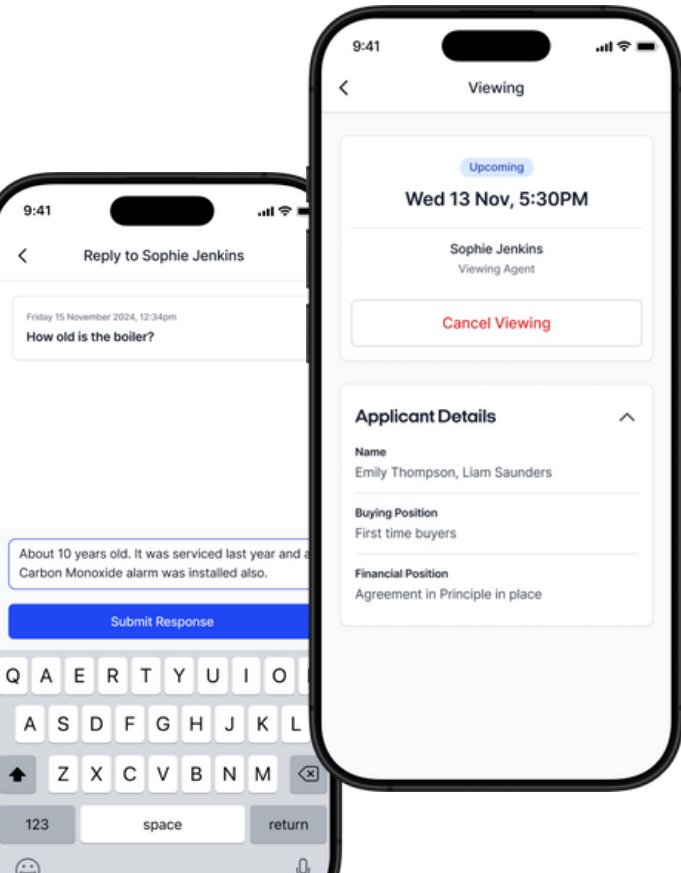 9:41
Reply to Sophie Jenkins
Friday 15 November 2024, 12:34pm
How old is the boiler?
About 10 years old. It was serviced last year and a
Carbon Monoxide alarm was installed also.
Submit Response
Q A E R T Y U I O
A S D F G H J K L
Z X C V B N M
123 space return
9:41
Viewing
Upcoming
Wed 13 Nov, 5:30PM
Sophie Jenkins
Viewing Agent
Cancel Viewing
Applicant Details
Name
Emily Thompson, Liam Saunders
Buying Position
First time buyers
Financial Position
Agreement in Principle in place